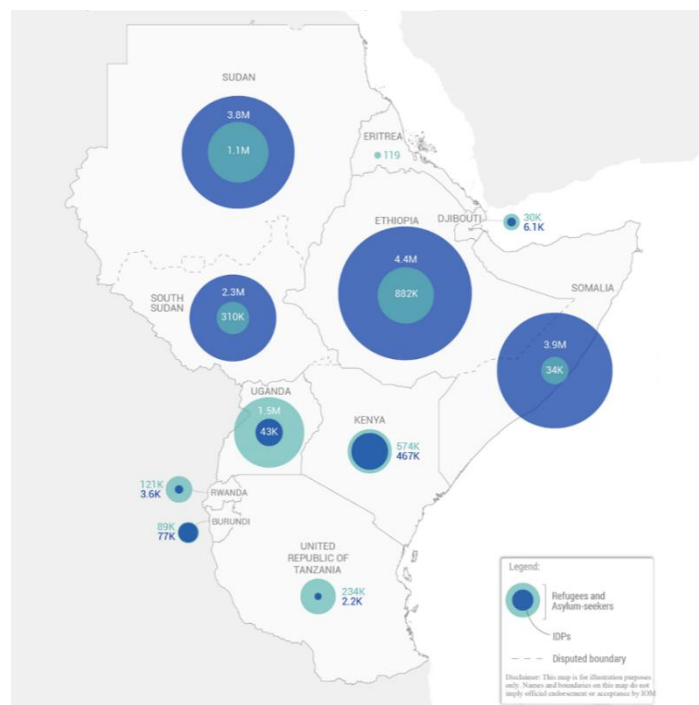 SUDAN
3.8M
1.1M
ERITREA
119
DJIBOUTI
30K
6.1K
ETHIOPIA
4.4M
882K
SOUTH
SUDAN
2.3M
310K
SOMALIA
3.9M
34K
UGANDA
1.5M
43K
KENYA
574K
467K
121K
3.6K
RWANDA
89K
77K
BURUNDI
UNITED
REPUBLIC OF
TANZANIA
234K
2.2K
Legend:
Refugees and
Asylum-seekers
IDPs
Disputed boundary
Disclaimer: This map is for illustration purposes
only. Names and boundaries on this map do not
imply official endorsement or acceptance by IOM